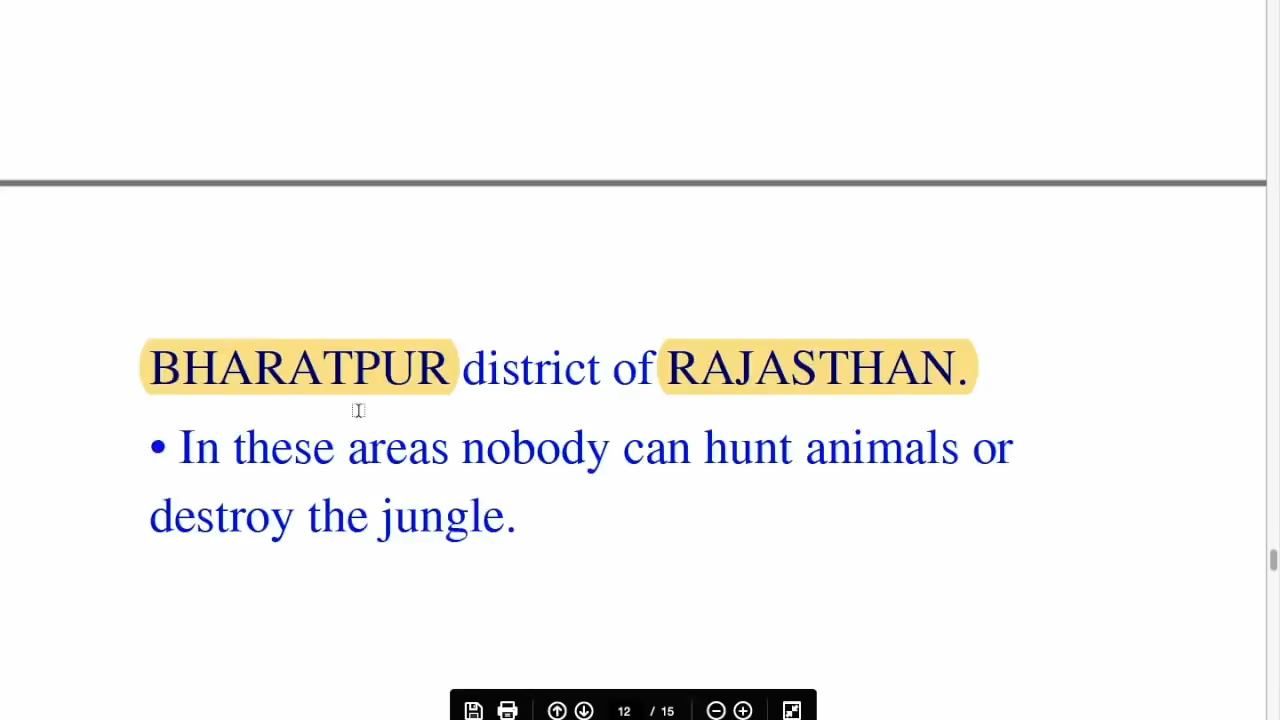 BHARATPUR district of RAJASTHAN.
• In these areas nobody can hunt animals or
destroy the jungle.
12 / 15